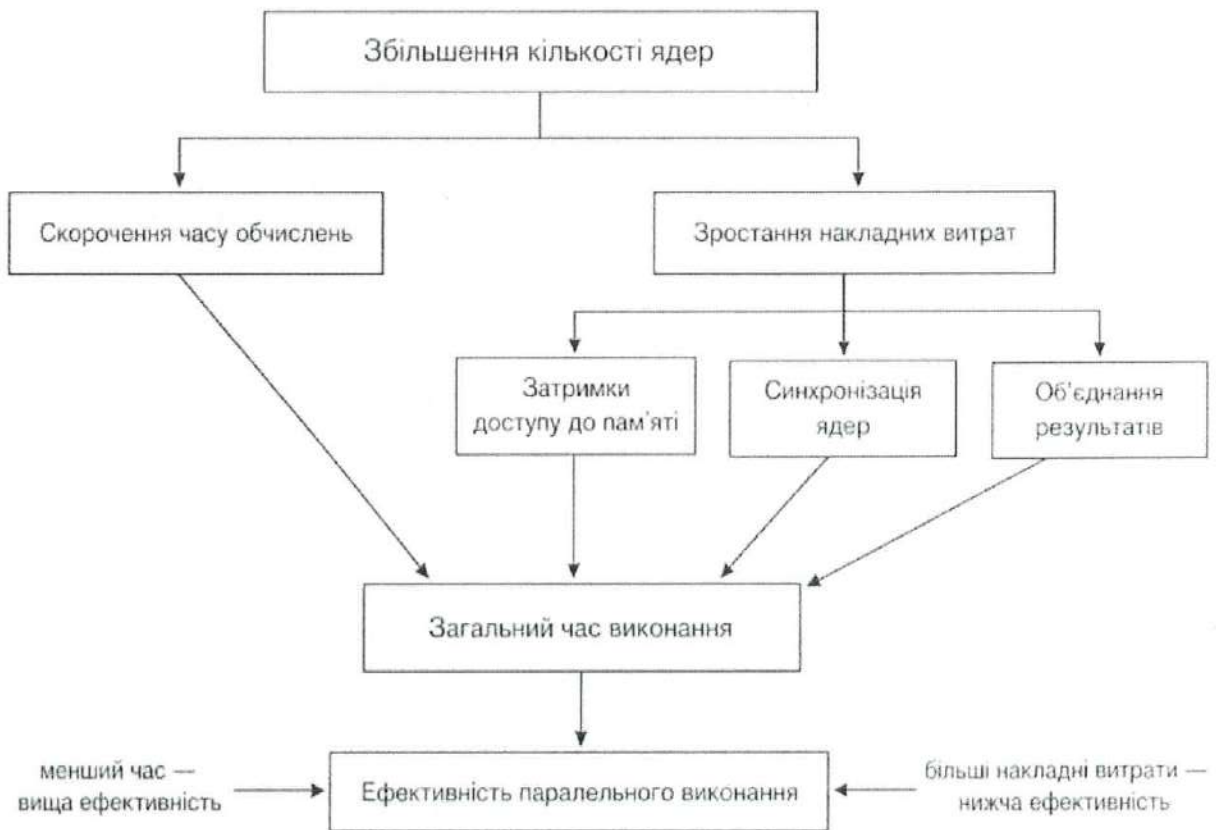 Збільшення кількості ядер
Скорочення часу обчислень
Зростання накладних витрат
Затримки
доступу до пам'яті
Синхронізація
ядер
Об'єднання
результатів
Загальний час виконання
менший час —
вища ефективність
Ефективність паралельного виконання
більші накладні витрати —
нижча ефективність